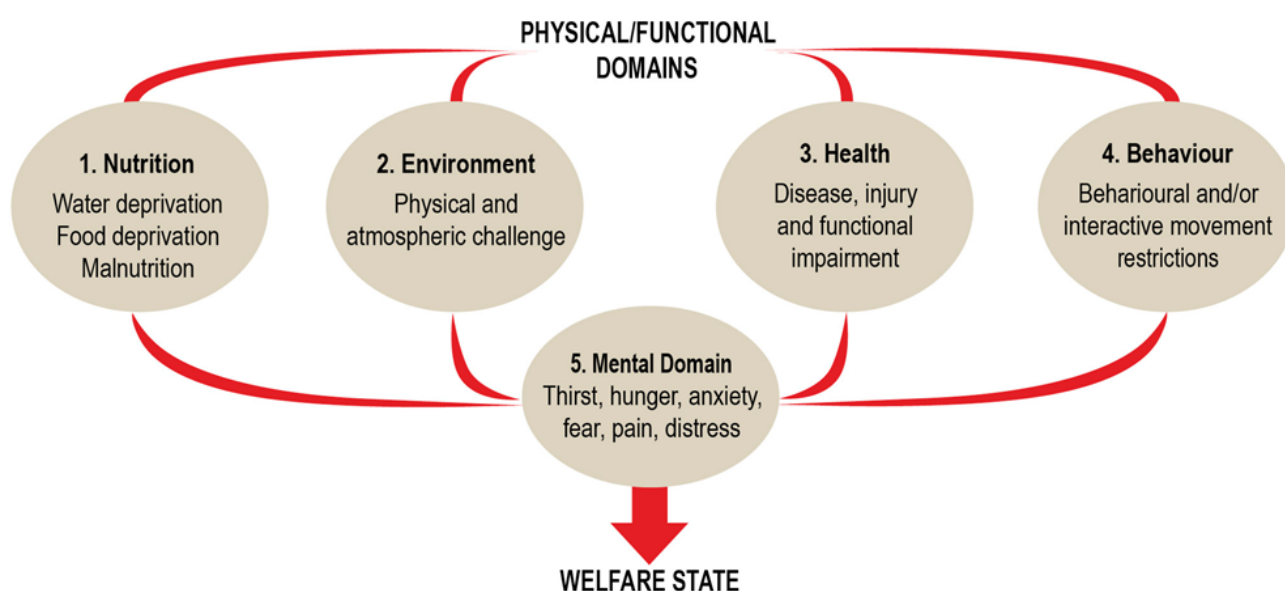 PHYSICAL/FUNCTIONAL
DOMAINS
1. Nutrition
Water deprivation
Food deprivation
Malnutrition
2. Environment
Physical and
atmospheric challenge
3. Health
Disease, injury
and functional
impairment
4. Behaviour
Beharioural and/or
interactive movement
restrictions
5. Mental Domain
Thirst, hunger, anxiety,
fear, pain, distress
WELFARE STATE